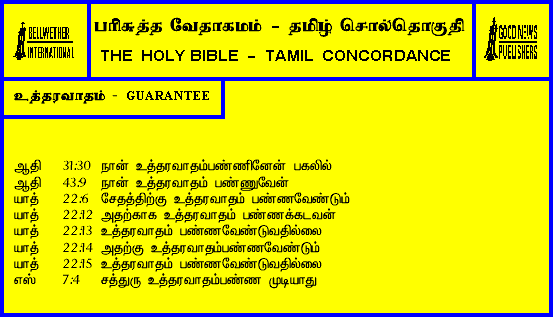 BELLWETHER
INTERNATIONAL
பரிசுத்த வேதாகமம் - தமிழ் சொல்தொகுதி
THE HOLY BIBLE - TAMIL CONCORDANCE
GOOD NEWS
PUBLISHERS
உத்தரவாதம் - GUARANTEE
ஆதி 31:30 நான் உத்தரவாதம்பண்ணினேன் பகலில்
ஆதி 43:9 நான் உத்தரவாதம் பண்ணுவேன்
யாத் 22:6 சேதத்திற்கு உத்தரவாதம் பண்ணவேண்டும்
யாத் 22:12 அதற்காக உத்தரவாதம் பண்ணக்கடவன்
யாத் 22:13 உத்தரவாதம் பண்ணவேண்டுவதில்லை
யாத் 22:14 அதற்கு உத்தரவாதம்பண்ணவேண்டும்
யாத் 22:15 உத்தரவாதம் பண்ணவேண்டுவதில்லை
எஸ் 7:4 சத்துரு உத்தரவாதம்பண்ண முடியாது